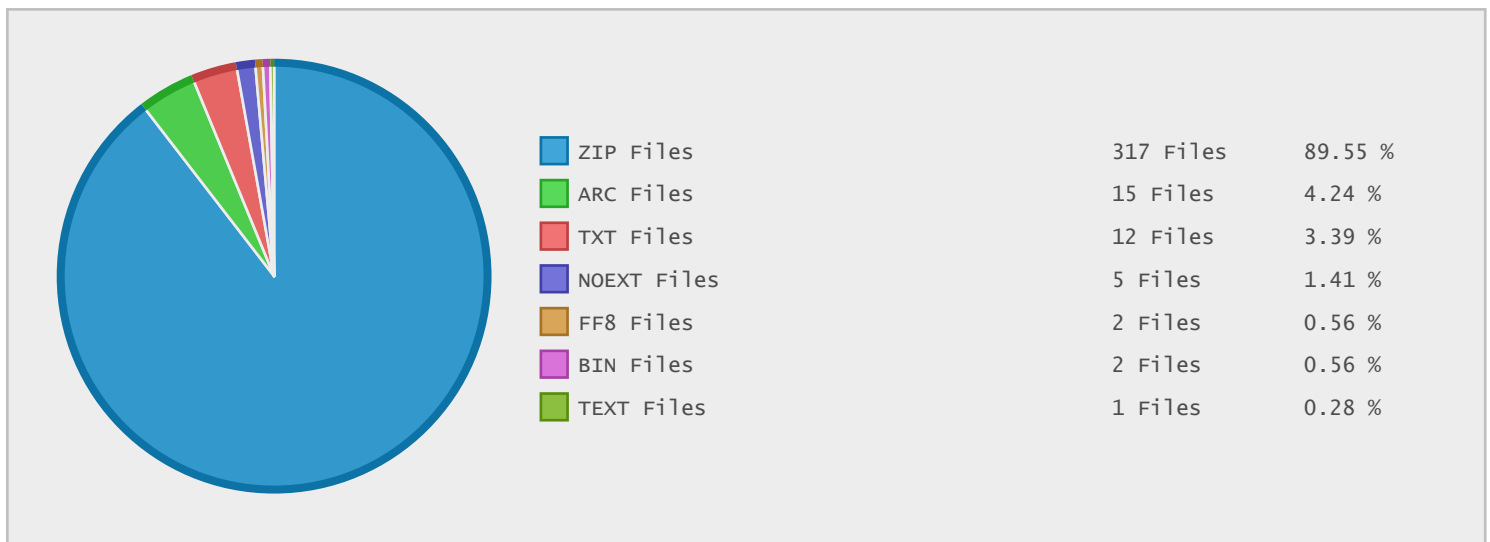 ZIP Files 317 Files 89.55 %
ARC Files 15 Files 4.24 %
TXT Files 12 Files 3.39 %
NOEXT Files 5 Files 1.41 %
FF8 Files 2 Files 0.56 %
BIN Files 2 Files 0.56 %
TEXT Files 1 Files 0.28 %